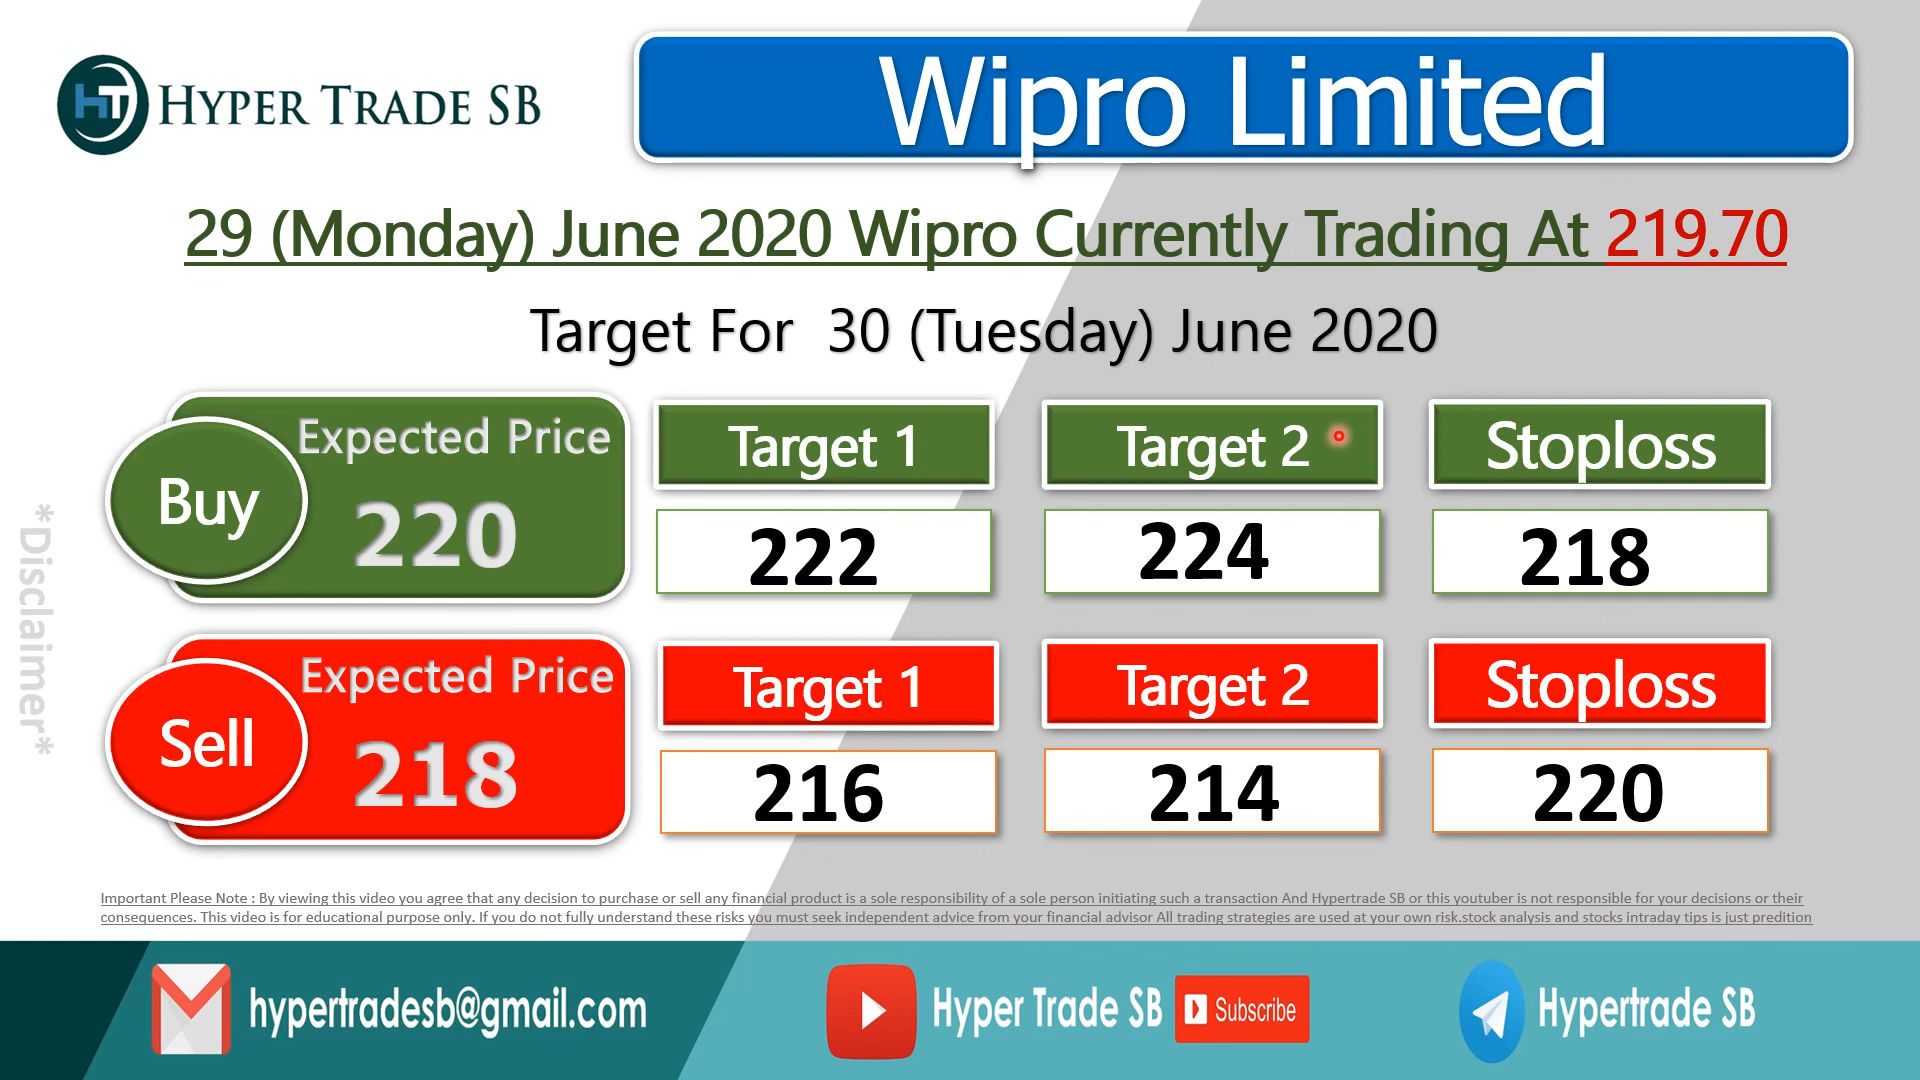 HT HYPER TRADE SB
Wipro Limited
29 (Monday) June 2020 Wipro Currently Trading At 219.70
Target For 30 (Tuesday) June 2020
Buy
Expected Price
220
Target 1
Target 2
Stoploss
222
224
218
Sell
Expected Price
218
Target 1
Target 2
Stoploss
216
214
220
*Disclaimer*
Important Please Note : By viewing this video you agree that any decision to purchase or sell any financial product is a sole responsibility of a sole person initiating such a transaction And Hypertrade SB or this youtuber is not responsible for your decisions or their
consequences. This video is for educational purpose only. If you do not fully understand these risks you must seek independent advice from your financial advisor All trading strategies are used at your own risk.stock analysis and stocks intraday tips is just predition
hypertradesb@gmail.com
Hyper Trade SB
Subscribe
Hypertrade SB